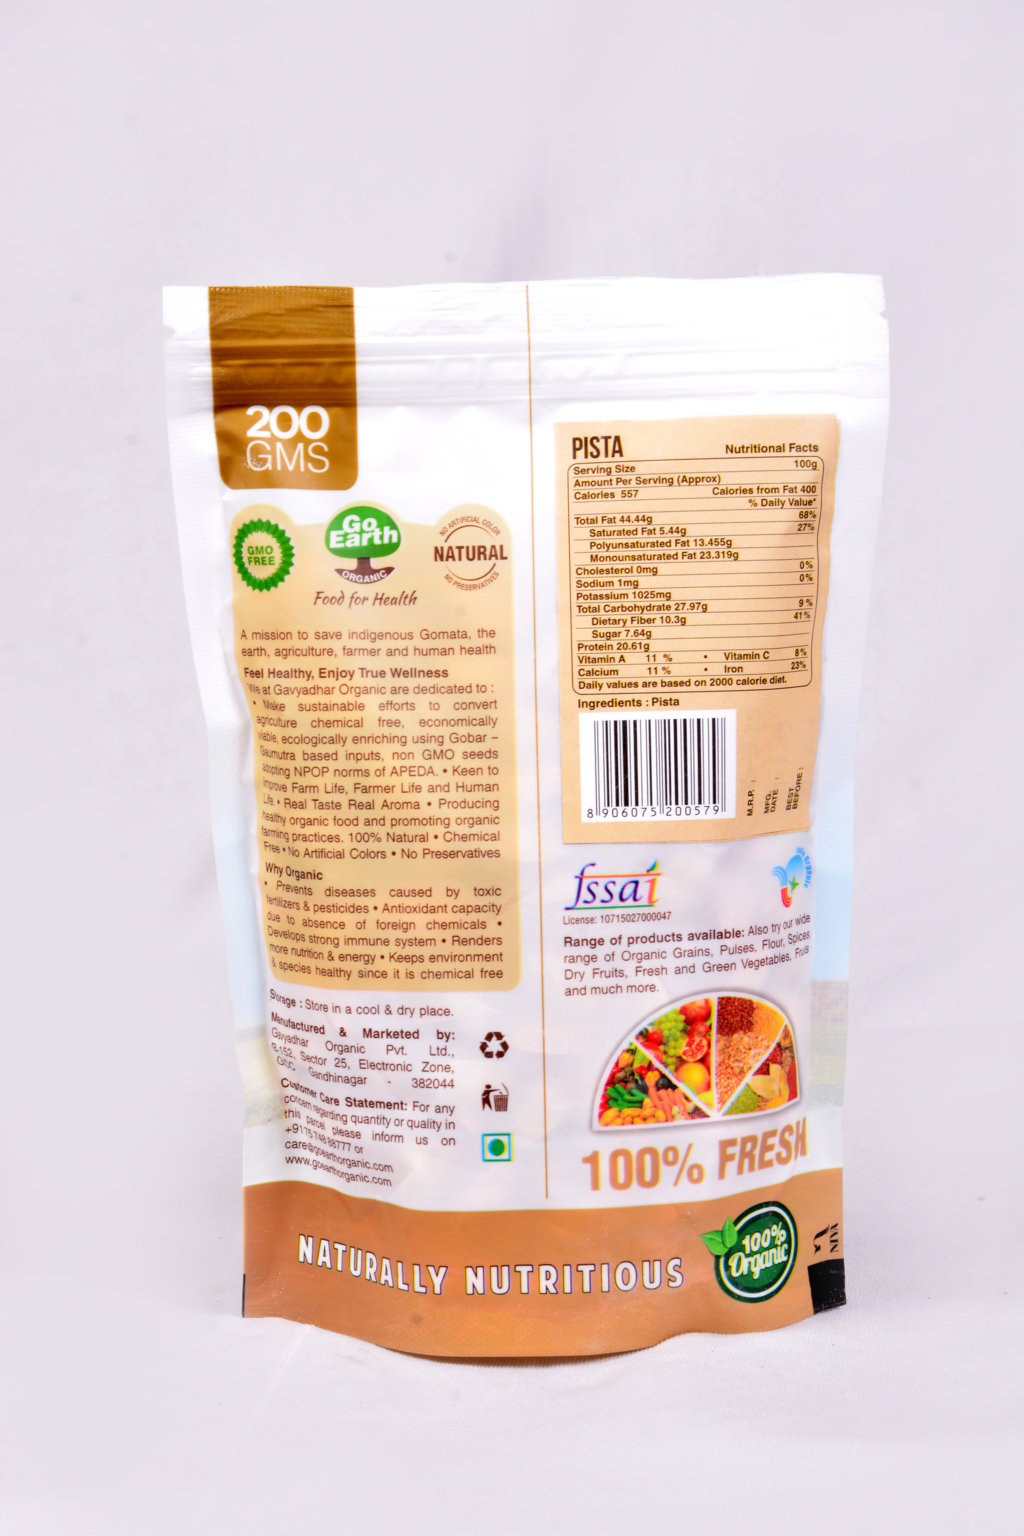 200
GMS
GMO
FREE
Go
Earth
ORGANIC
Food for Health
NO ARTIFICIAL COLOR
NATURAL
NO PRESERVATIVES
A mission to save indigenous Gomata, the
earth, agriculture, farmer and human health
Feel Healthy, Enjoy True Wellness
We at Gavyadhar Organic are dedicated to :
• Make sustainable efforts to convert
agriculture chemical free, economically
viable, ecologically enriching using Gobar –
Gaumutra based inputs, non GMO seeds
adopting NPOP norms of APEDA. • Keen to
improve Farm Life, Farmer Life and Human
Life. • Real Taste Real Aroma • Producing
healthy organic food and promoting organic
farming practices. 100% Natural • Chemical
Free • No Artificial Colors • No Preservatives
Why Organic
• Prevents diseases caused by toxic
fertilizers & pesticides • Antioxidant capacity
due to absence of foreign chemicals •
Develops strong immune system • Renders
more nutrition & energy • Keeps environment
& species healthy since it is chemical free
Storage : Store in a cool & dry place.
Manufactured & Marketed by:
Gavyadhar Organic Pvt. Ltd.,
e-152, Sector 25, Electronic Zone,
GIDC Gandhinagar - 382044
Customer Care Statement: For any
concern regarding quantity or quality in
this parcel please inform us on
+91 75 748 88777 or
care@goearthorganic.com
www.goearthorganic.com
PISTA
Nutritional Facts
Serving Size 100g
Amount Per Serving (Approx)
Calories 557 Calories from Fat 400
% Daily Value*
Total Fat 44.44g 68%
Saturated Fat 5.44g 27%
Polyunsaturated Fat 13.455g
Monounsaturated Fat 23.319g
Cholesterol 0mg 0%
Sodium 1mg 0%
Potassium 1025mg
Total Carbohydrate 27.97g 9%
Dietary Fiber 10.3g 41%
Sugar 7.64g
Protein 20.61g
Vitamin A 11 % • Vitamin C 8%
Calcium 11 % • Iron 23%
Daily values are based on 2000 calorie diet.
Ingredients : Pista
8 906075 200579
M.R.P. :
MFG.
DATE :
BEST
BEFORE :
fssai
License: 10715027000047
Range of products available: Also try our wide
range of Organic Grains, Pulses, Flour, Spices
Dry Fruits, Fresh and Green Vegetables, Fruits
and much more.
100% FRESH
NATURALLY NUTRITIOUS
100%
Organic
NIVA